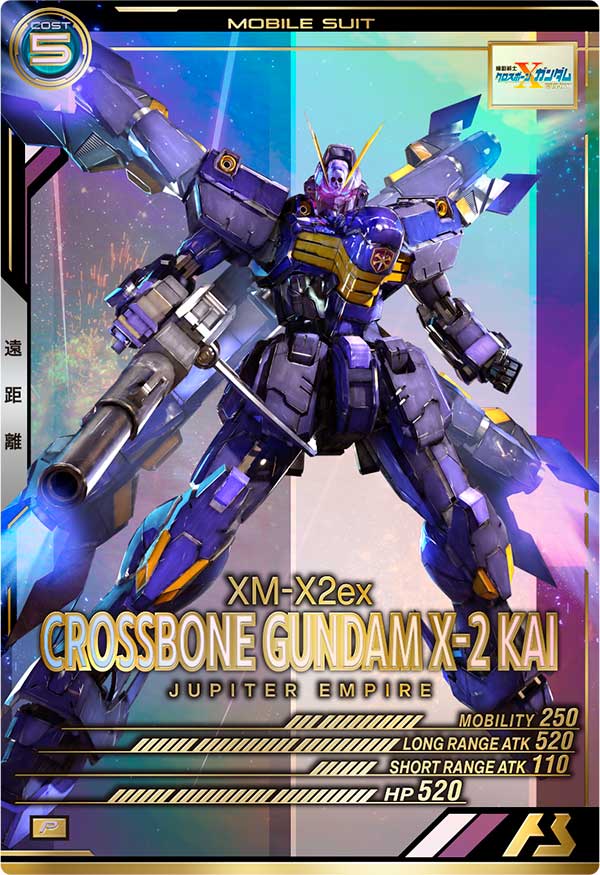 COST
5
MOBILE SUIT
機動戦士
クロスボーンXガンダム
遠距離
XM-X2ex
CROSSBONE GUNDAM X-2 KAI
JUPITER EMPIRE
MOBILITY 250
LONG RANGE ATK 520
SHORT RANGE ATK 110
HP 520
P